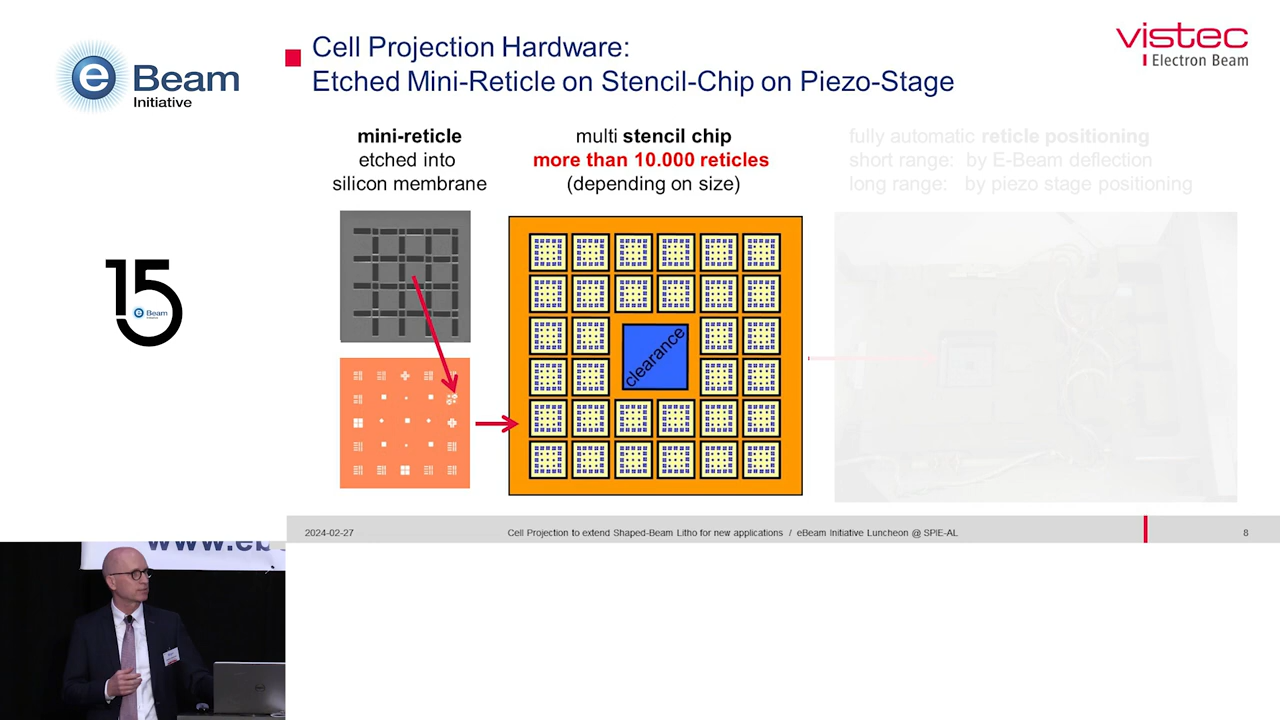 e Beam
Initiative
Cell Projection Hardware:
Etched Mini-Reticle on Stencil-Chip on Piezo-Stage
vistec
Electron Beam
mini-reticle
etched into
silicon membrane
multi stencil chip
more than 10.000 reticles
(depending on size)
fully automatic reticle positioning
short range: by E-Beam deflection
long range: by piezo stage positioning
15
e Beam
clearance
2024-02-27
Cell Projection to extend Shaped-Beam Litho for new applications / eBeam Initiative Luncheon @ SPIE-AL
8
www.eb